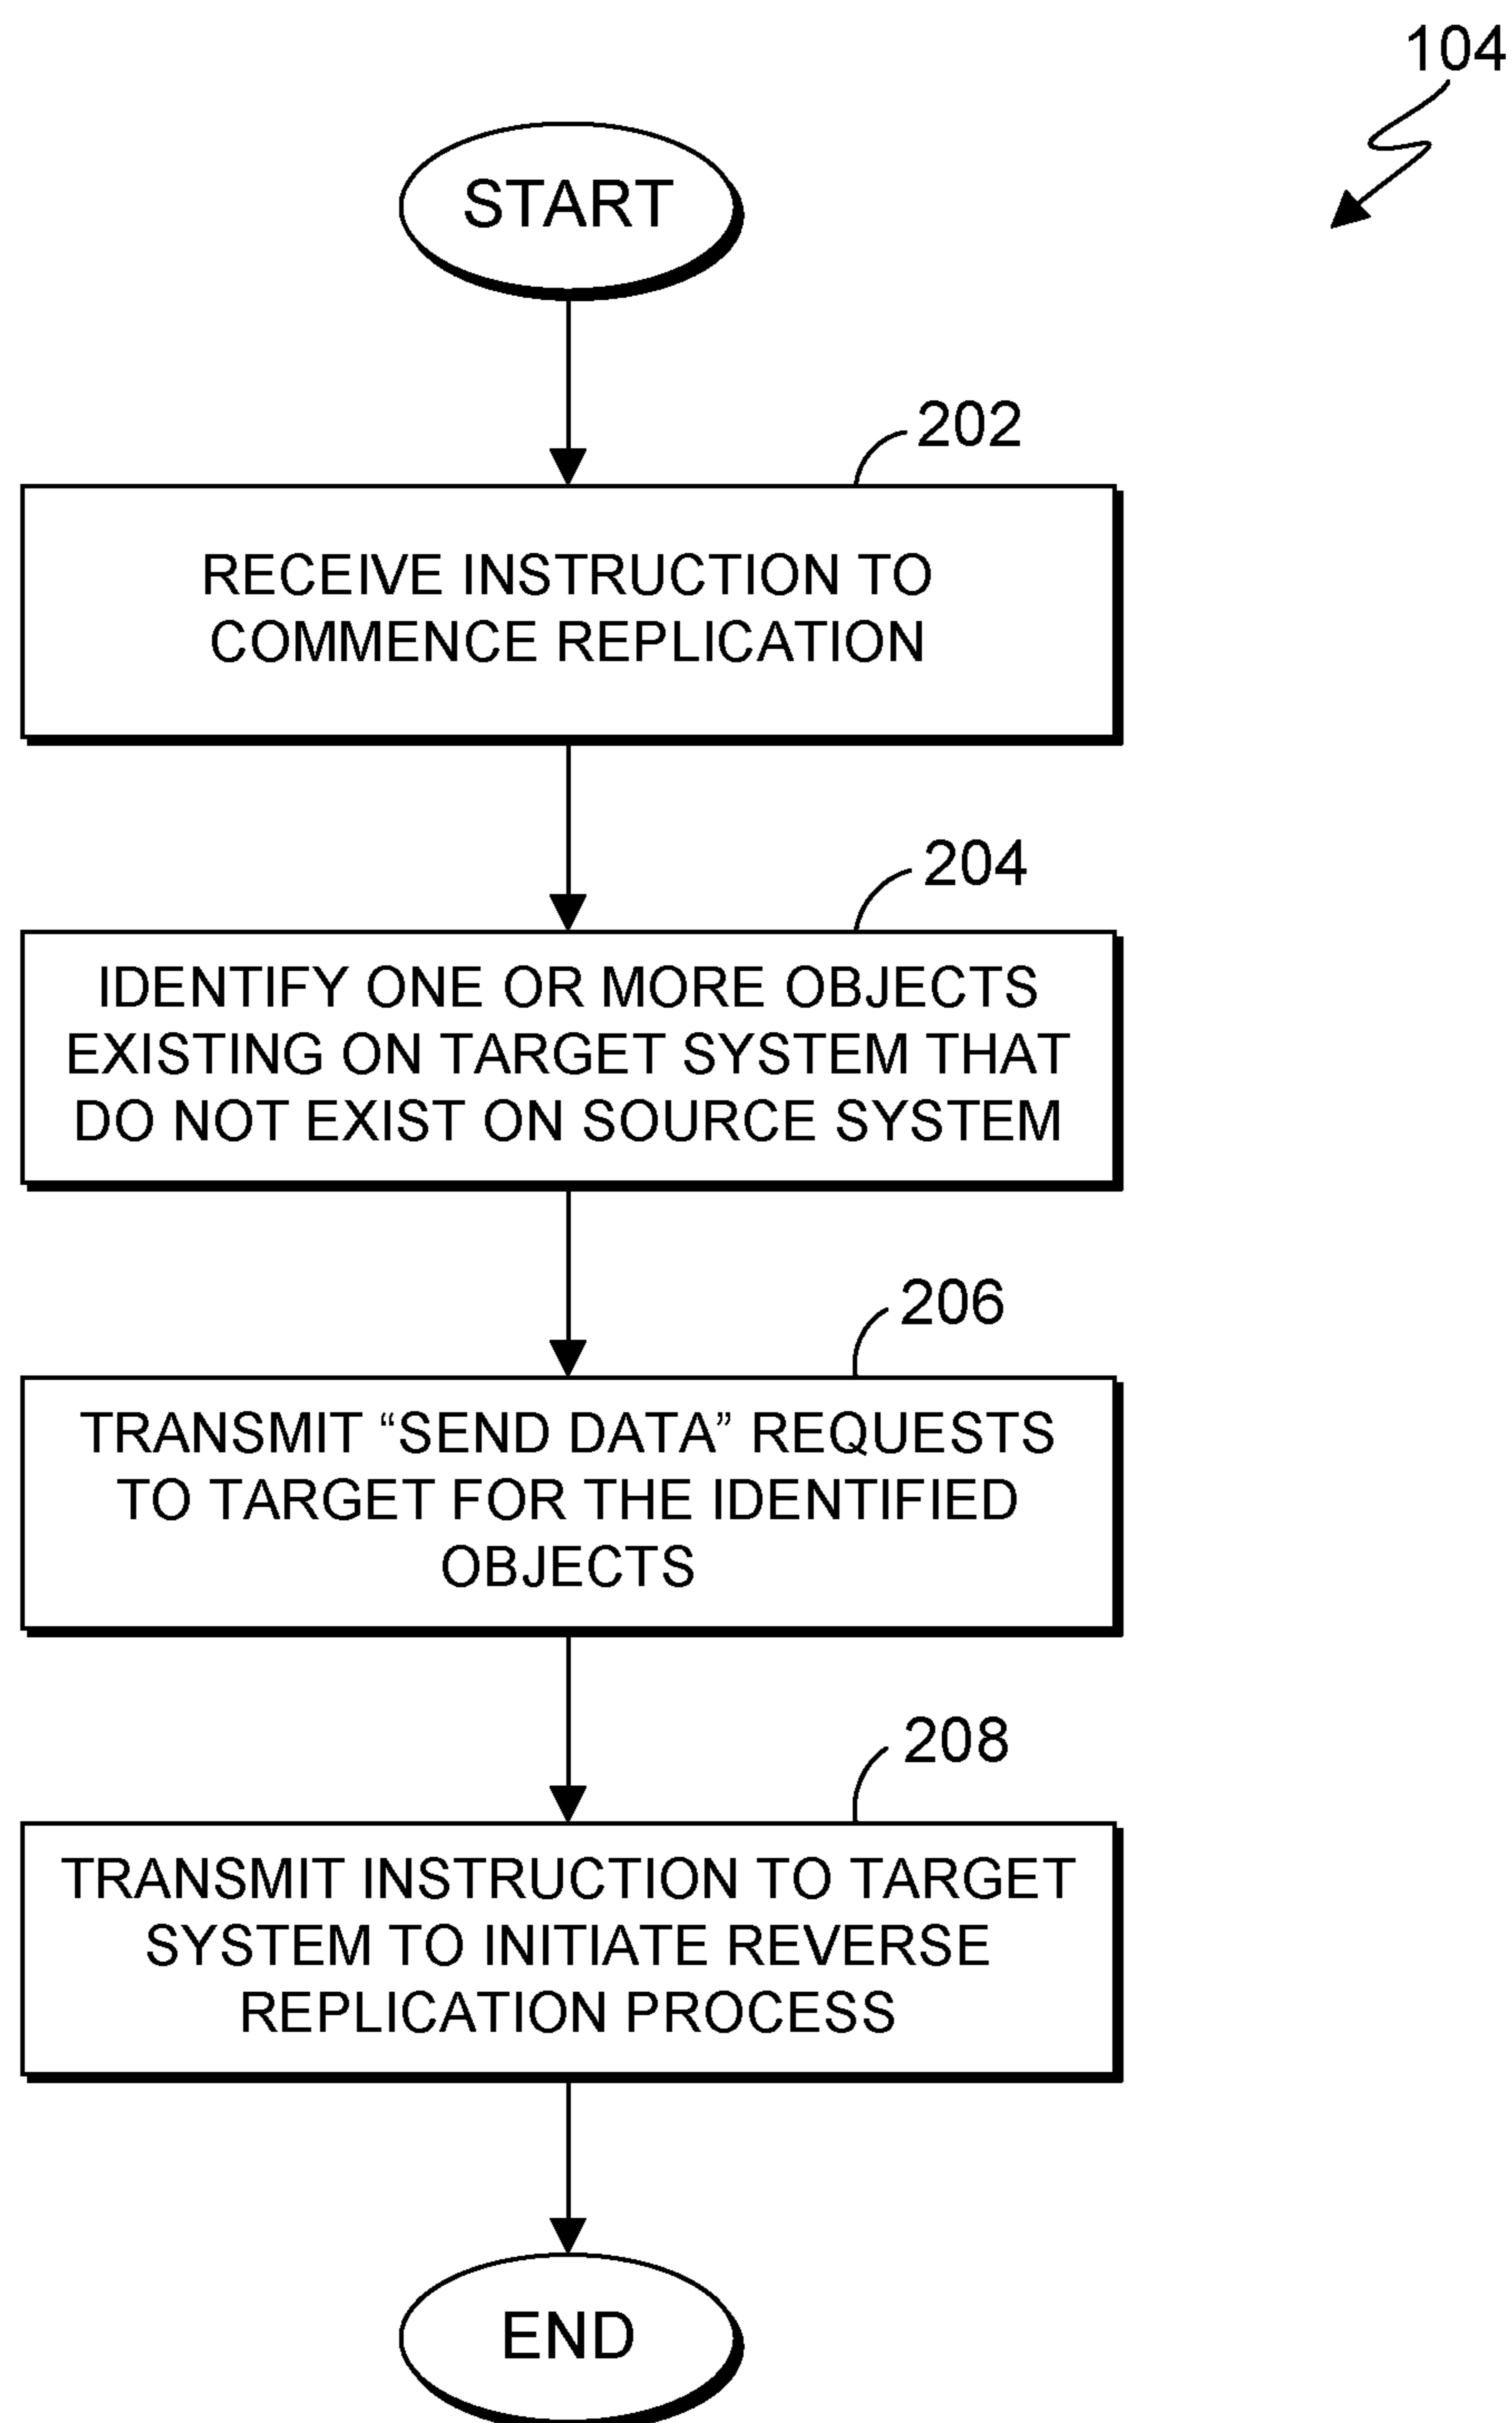 104
START
202
RECEIVE INSTRUCTION TO
COMMENCE REPLICATION
204
IDENTIFY ONE OR MORE OBJECTS
EXISTING ON TARGET SYSTEM THAT
DO NOT EXIST ON SOURCE SYSTEM
206
TRANSMIT “SEND DATA” REQUESTS
TO TARGET FOR THE IDENTIFIED
OBJECTS
208
TRANSMIT INSTRUCTION TO TARGET
SYSTEM TO INITIATE REVERSE
REPLICATION PROCESS
END